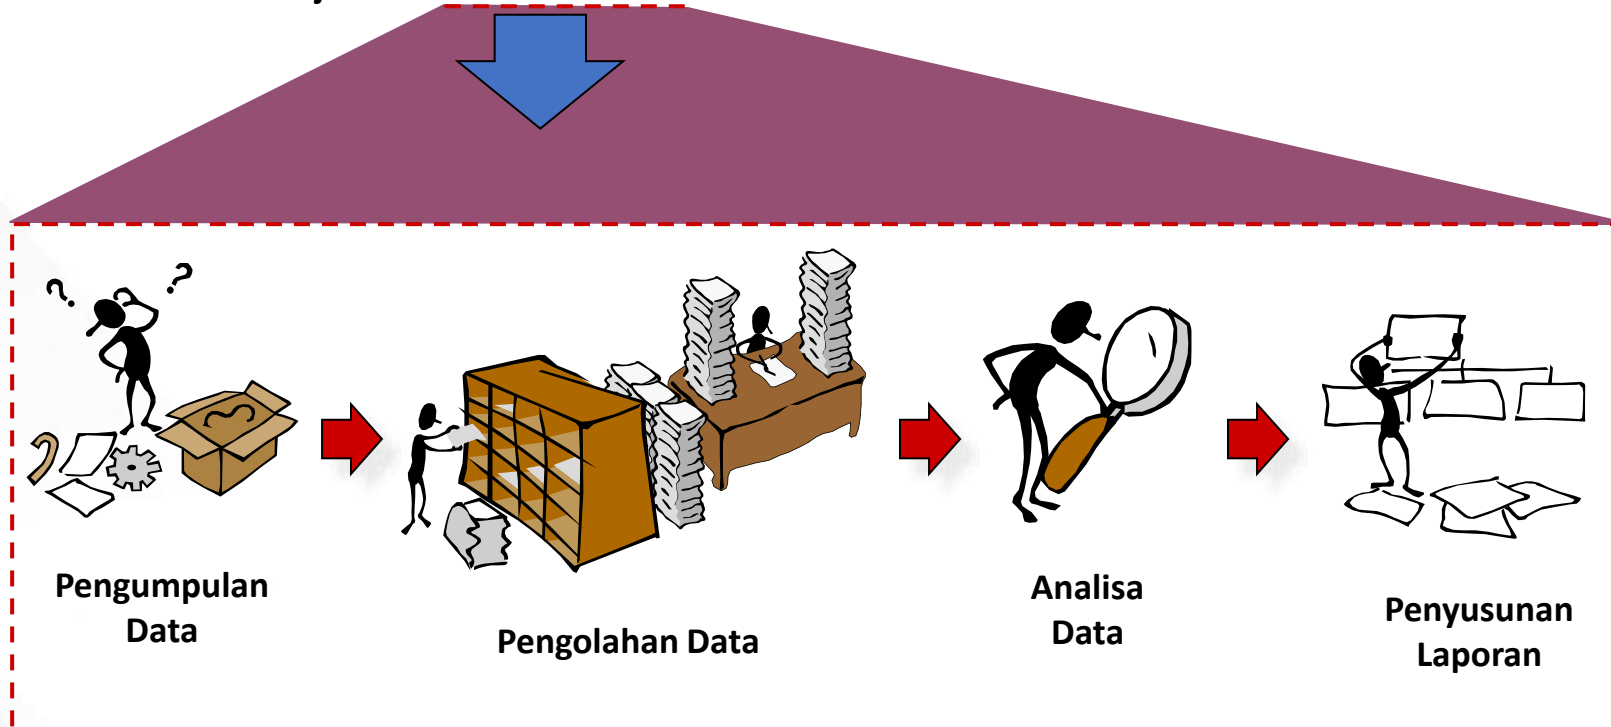 Pengumpulan
Data
Pengolahan Data
Analisa
Data
Penyusunan
Laporan